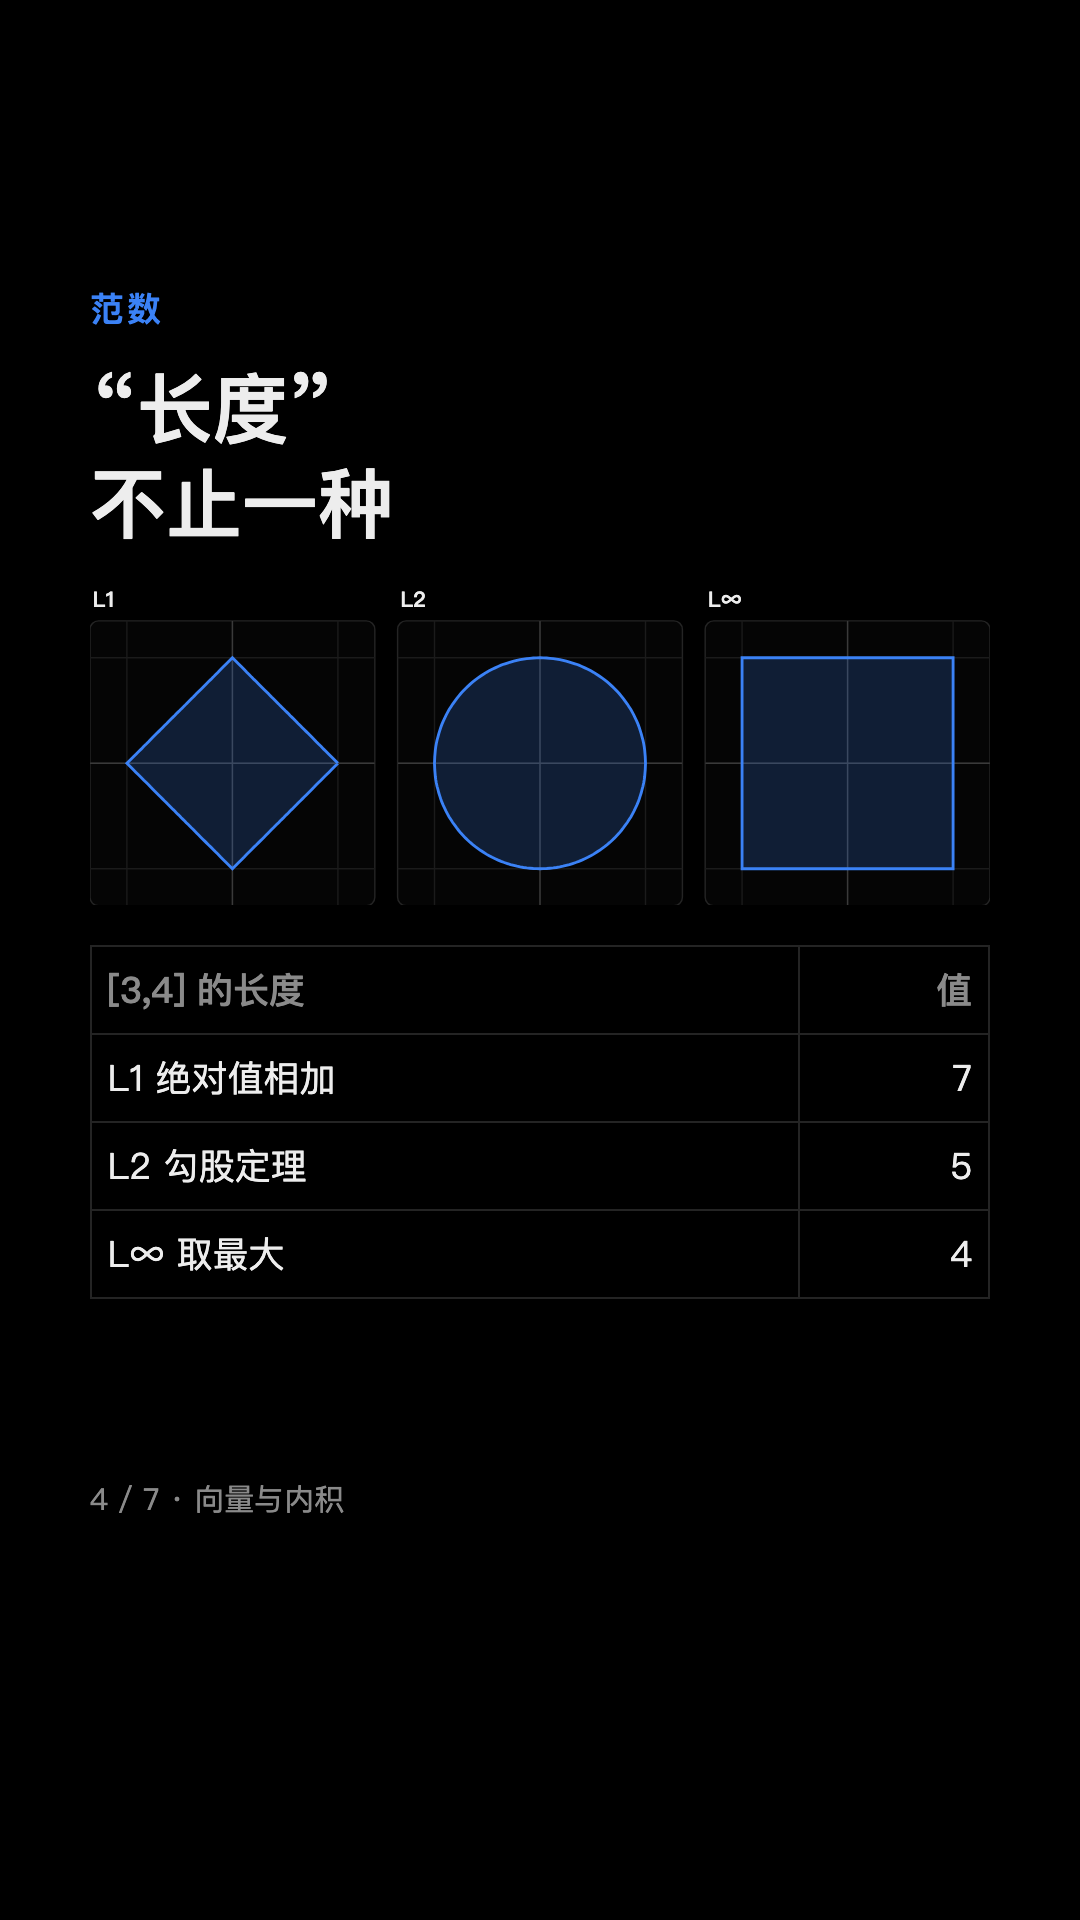 范数
“长度”
不止一种
L1
L2
L∞
[3,4] 的长度 值
L1 绝对值相加 7
L2 勾股定理 5
L∞ 取最大 4
4 / 7 · 向量与内积